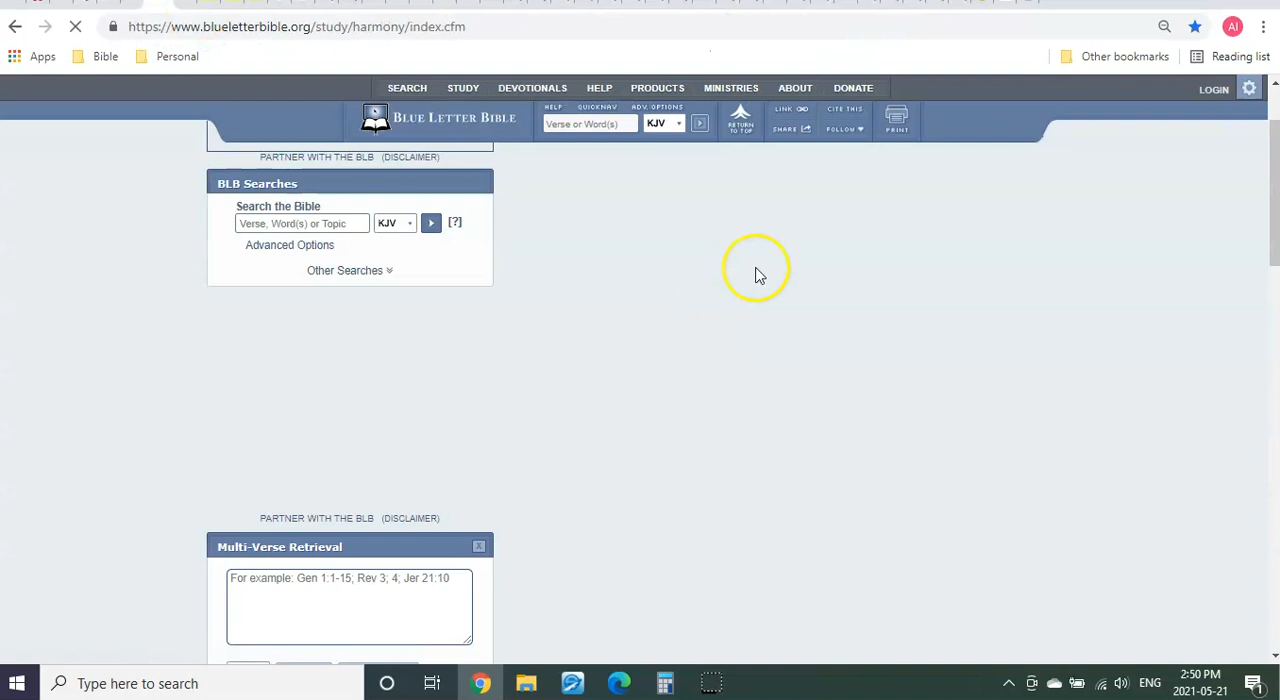 https://www.blueletterbible.org/study/harmony/index.cfm
AI
Apps Bible Personal Other bookmarks Reading list
SEARCH STUDY DEVOTIONALS HELP PRODUCTS MINISTRIES ABOUT DONATE LOGIN
BLUE LETTER BIBLE
HELP QUICKNAV ADV. OPTIONS
Verse or Word(s) KJV
RETURN
TO TOP
LINK CITE THIS
SHARE FOLLOW
PRINT
PARTNER WITH THE BLB (DISCLAIMER)
BLB Searches
Search the Bible
Verse, Word(s) or Topic KJV [?]
Advanced Options
Other Searches
PARTNER WITH THE BLB (DISCLAIMER)
Multi-Verse Retrieval X
For example: Gen 1:1-15; Rev 3; 4; Jer 21:10
Type here to search
ENG
2:50 PM
2021-05-21
1